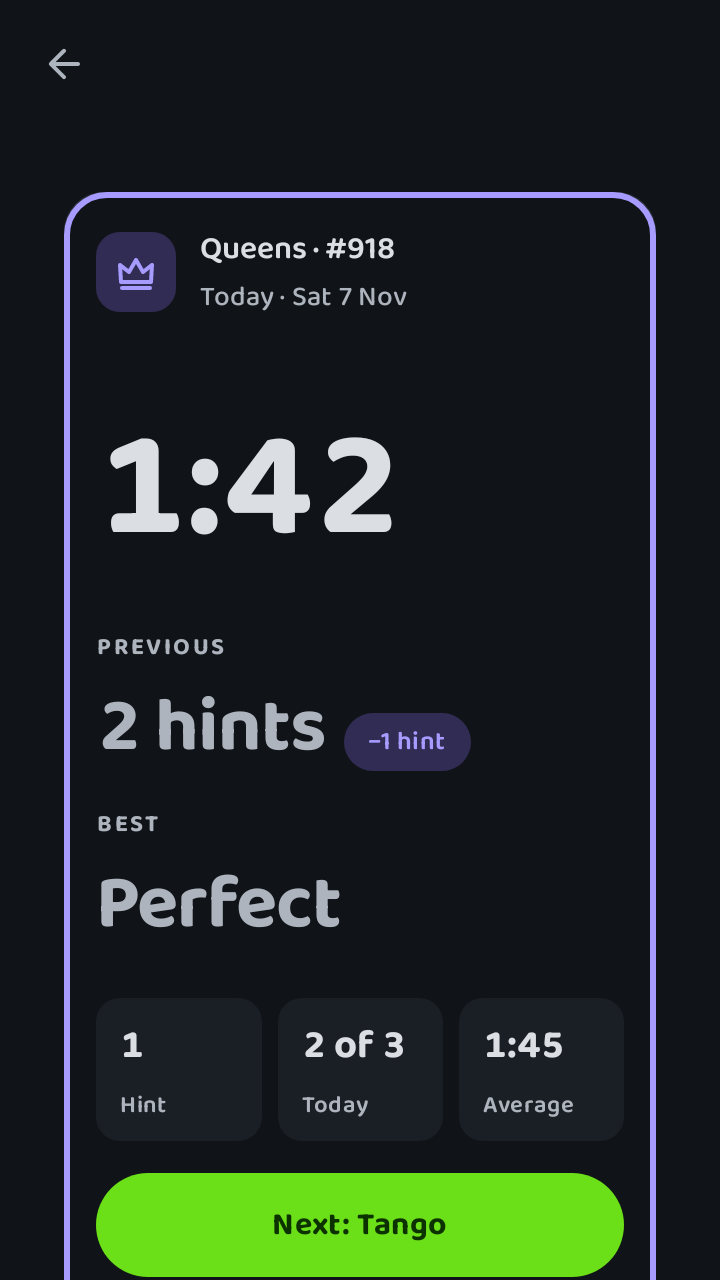 Queens · #918
Today · Sat 7 Nov
1:42
PREVIOUS
2 hints −1 hint
BEST
Perfect
1 2 of 3 1:45
Hint Today Average
Next: Tango